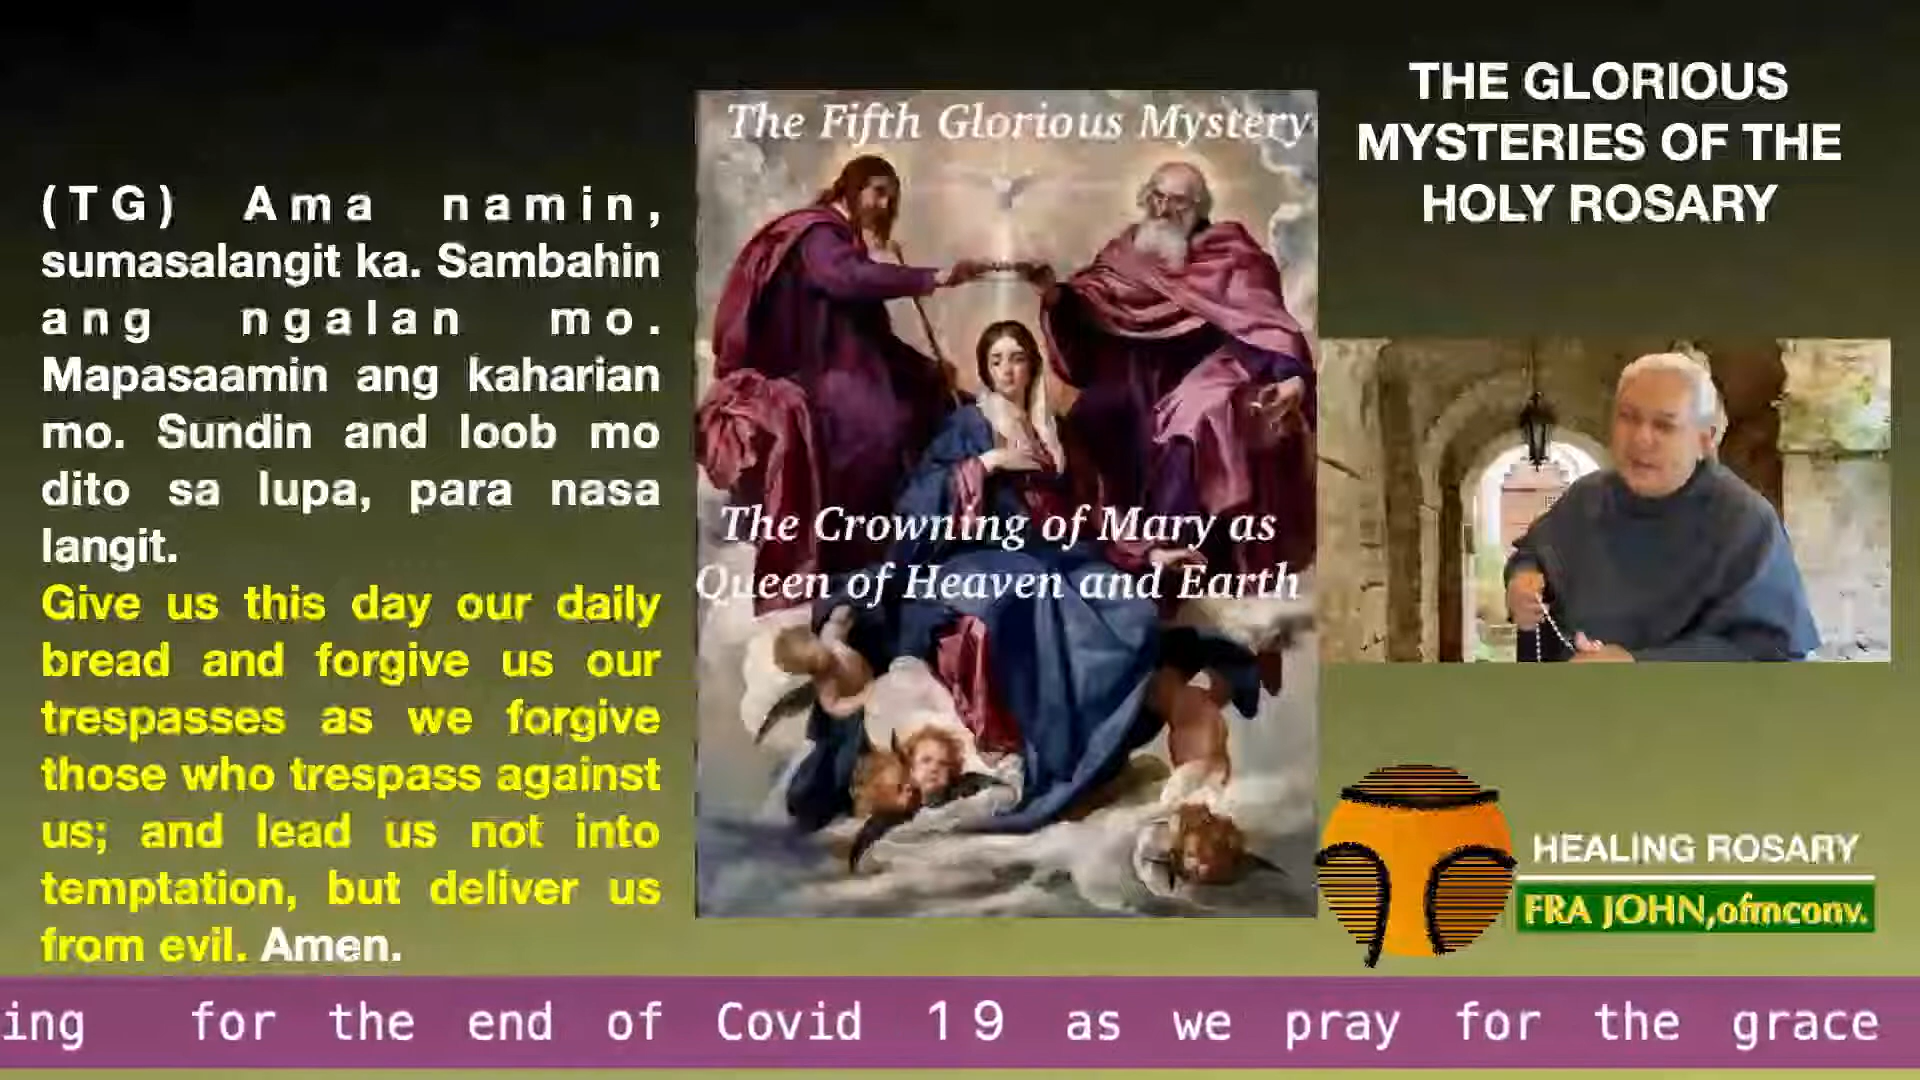 (TG) Ama namin,
sumasalangit ka. Sambahin
ang ngalan mo.
Mapasaamin ang kaharian
mo. Sundin and loob mo
dito sa lupa, para nasa
langit.
Give us this day our daily
bread and forgive us our
trespasses as we forgive
those who trespass against
us; and lead us not into
temptation, but deliver us
from evil. Amen.
The Fifth Glorious Mystery
The Crowning of Mary as
Queen of Heaven and Earth
THE GLORIOUS
MYSTERIES OF THE
HOLY ROSARY
HEALING ROSARY
FRA JOHN,ofmconv.
ing for the end of Covid 19 as we pray for the grace